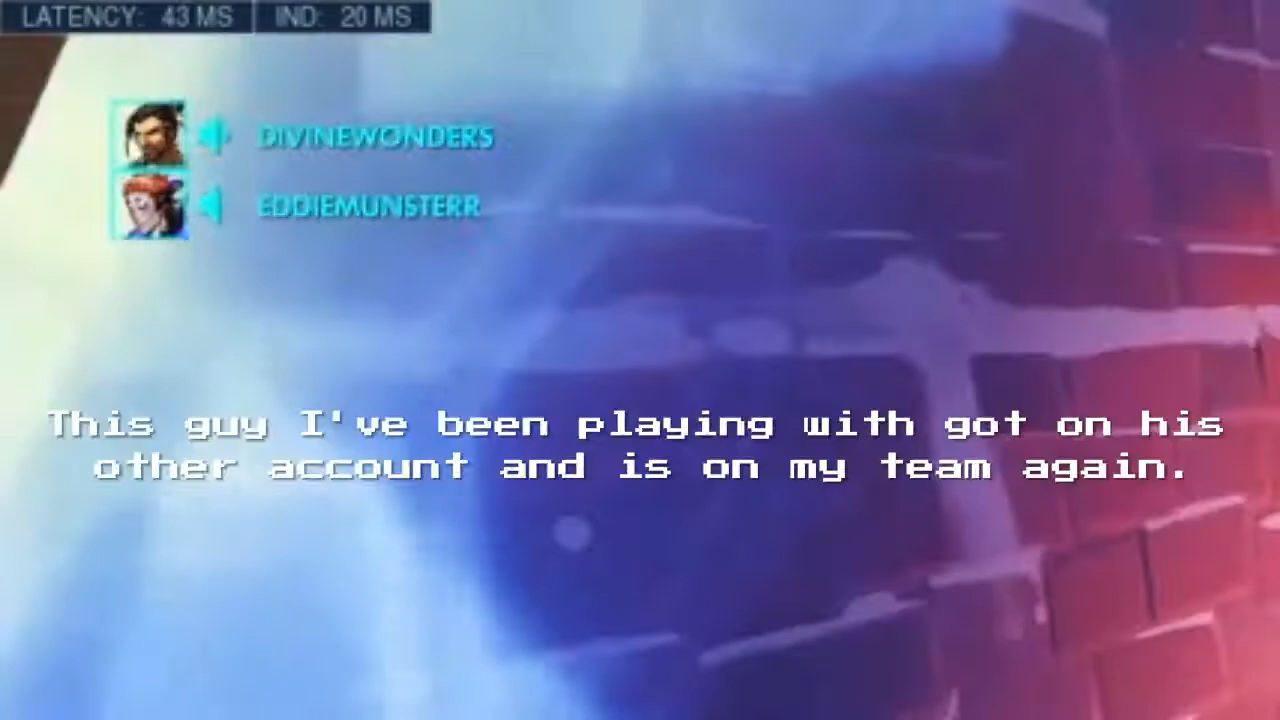 LATENCY: 43 MS IND: 20 MS
DIVINEWONDERS
EDDIEMUNSTERR
This guy I've been playing with got on his
other account and is on my team again.